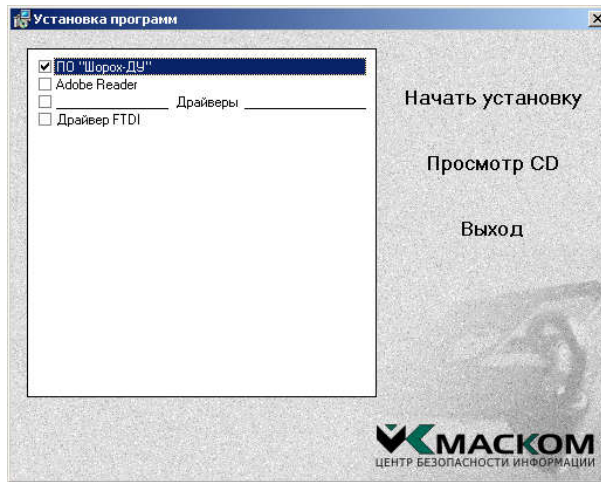 Установка программ
ПО "Шорох-ДУ"
Adobe Reader
Драйверы
Драйвер FTDI
Начать установку
Просмотр CD
Выход
МАСКОМ
ЦЕНТР БЕЗОПАСНОСТИ ИНФОРМАЦИИ